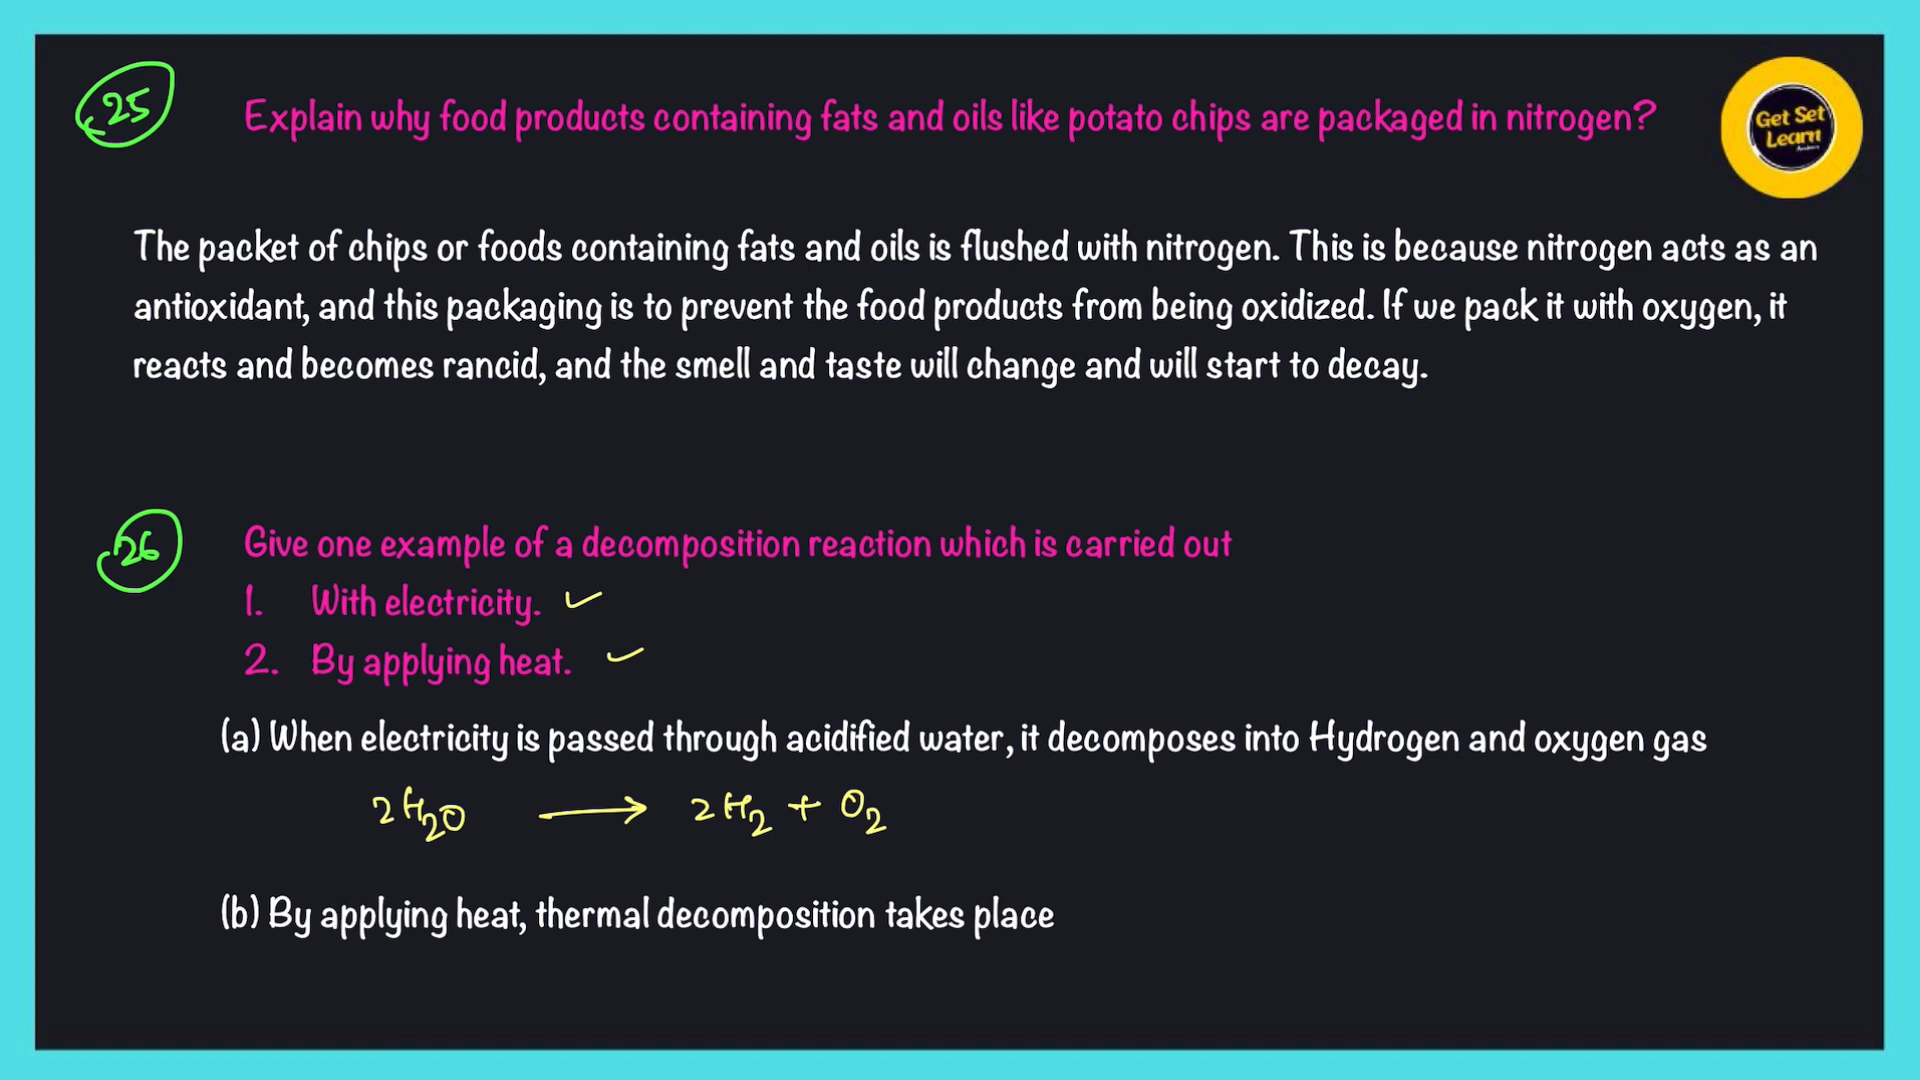 25
Explain why food products containing fats and oils like potato chips are packaged in nitrogen?
Get Set
Learn
Academy
The packet of chips or foods containing fats and oils is flushed with nitrogen. This is because nitrogen acts as an
antioxidant, and this packaging is to prevent the food products from being oxidized. If we pack it with oxygen, it
reacts and becomes rancid, and the smell and taste will change and will start to decay.
26
Give one example of a decomposition reaction which is carried out
1. With electricity.
2. By applying heat.
(a) When electricity is passed through acidified water, it decomposes into Hydrogen and oxygen gas
2H₂O → 2H₂ + O₂
(b) By applying heat, thermal decomposition takes place